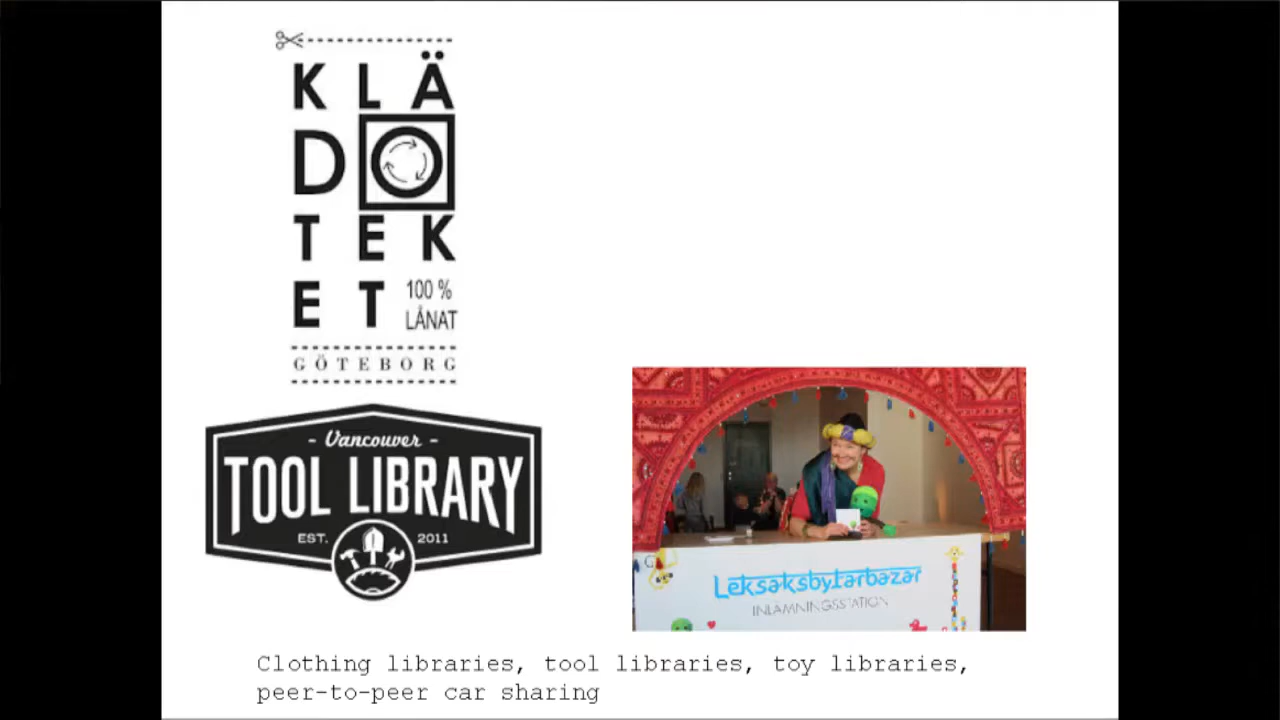 KLÄ
DO
TEK
ET 100 %
LÅNAT
GÖTEBORG
- Vancouver -
TOOL LIBRARY
EST. 2011
Leksaksbytarbazar
INLÄMNINGSSTATION
Clothing libraries, tool libraries, toy libraries,
peer-to-peer car sharing